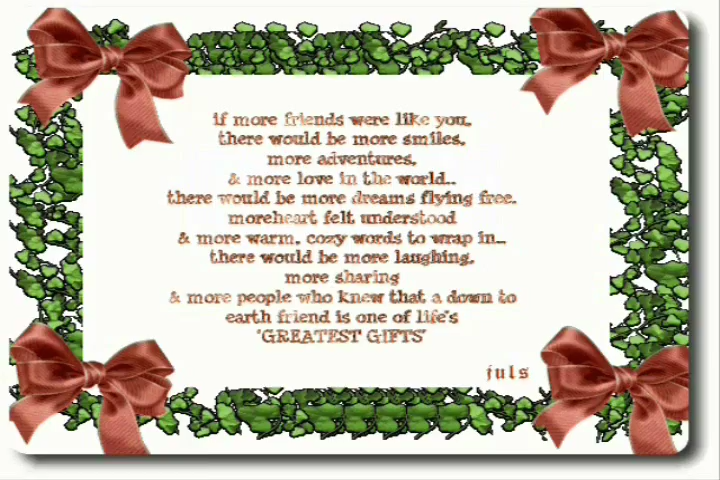 if more friends were like you,
there would be more smiles,
more adventures,
& more love in the world..
there would be more dreams flying free.
moreheart felt understood
& more warm, cozy words to wrap in...
there would be more laughing,
more sharing
& more people who knew that a down to
earth friend is one of life's
"GREATEST GIFTS"
juls